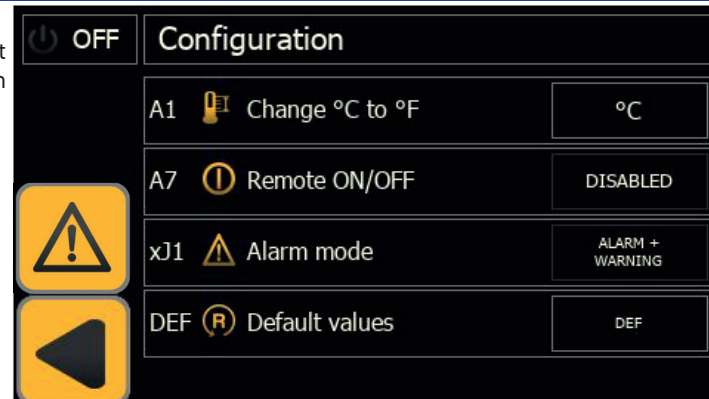 OFF
Configuration
A1 Change °C to °F
°C
A7 Remote ON/OFF
DISABLED
xJ1 Alarm mode
ALARM +
WARNING
DEF R Default values
DEF